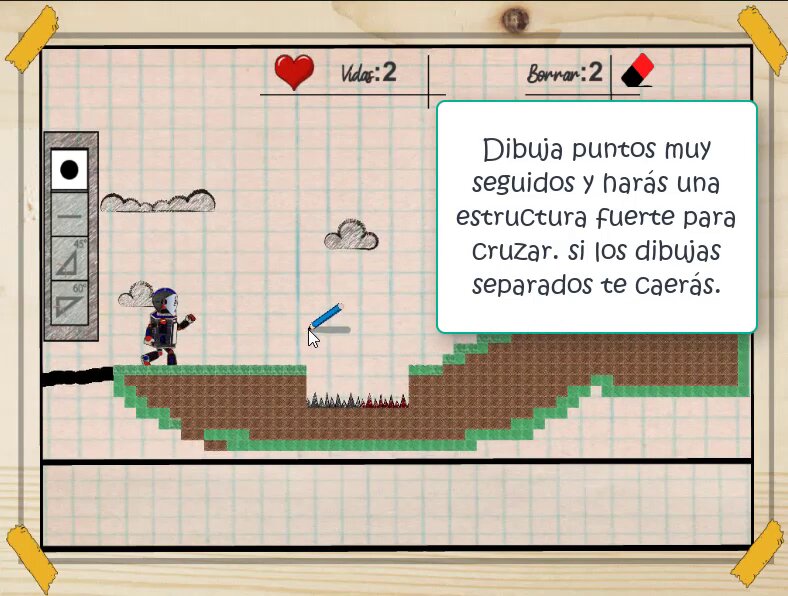 Vidas:2
Borrar:2
Dibuja puntos muy
seguidos y harás una
estructura fuerte para
cruzar. si los dibujas
separados te caerás.
45°
60°